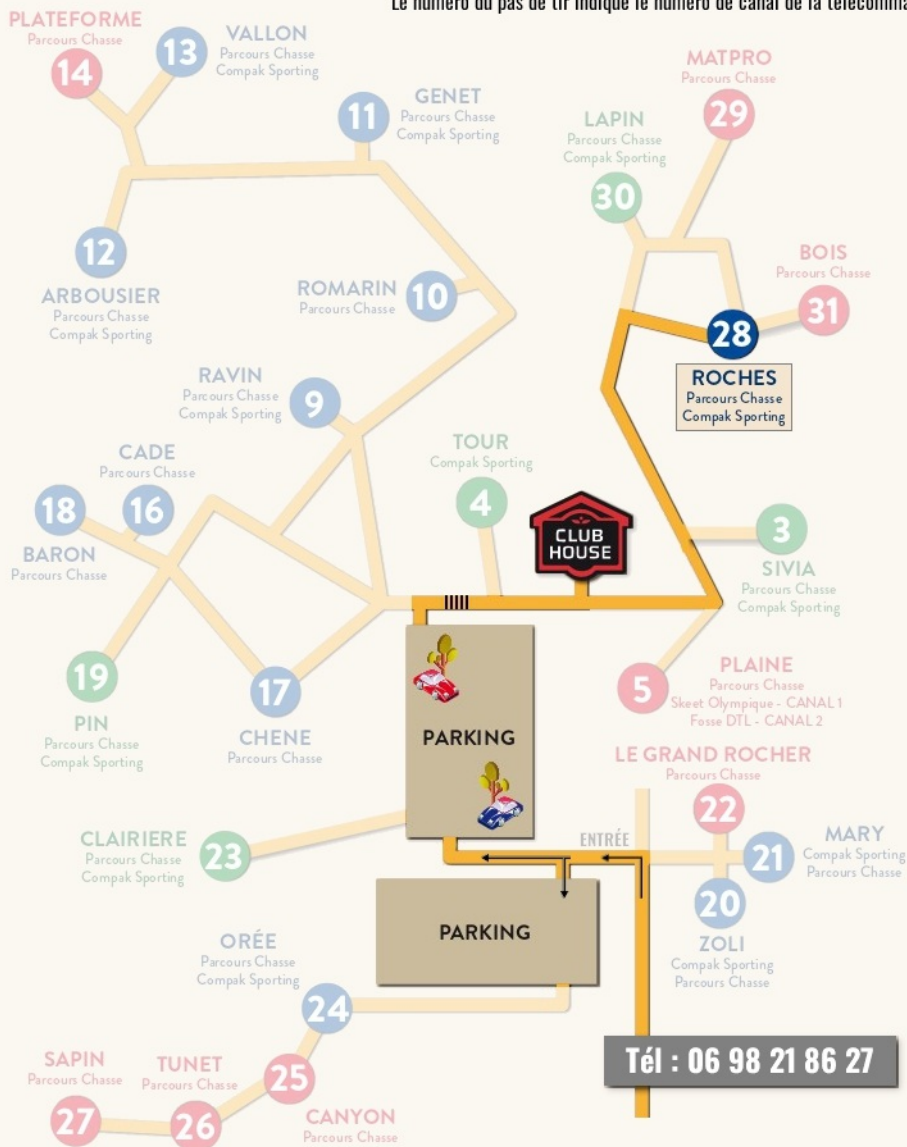 Le numéro du pas de tir indique le numéro de canal de la télécomma
PLATEFORME
Parcours Chasse
14
VALLON
Parcours Chasse
Compak Sporting
13
GENET
Parcours Chasse
Compak Sporting
11
MATPRO
Parcours Chasse
29
LAPIN
Parcours Chasse
Compak Sporting
30
12
ARBOUSIER
Parcours Chasse
Compak Sporting
ROMARIN
Parcours Chasse
10
BOIS
Parcours Chasse
31
28
ROCHES
Parcours Chasse
Compak Sporting
RAVIN
Parcours Chasse
Compak Sporting
9
TOUR
Compak Sporting
4
CADE
Parcours Chasse
16
18
BARON
Parcours Chasse
CLUB
HOUSE
3
SIVIA
Parcours Chasse
Compak Sporting
19
PIN
Parcours Chasse
Compak Sporting
17
CHENE
Parcours Chasse
5
PLAINE
Parcours Chasse
Skeet Olympique - CANAL 1
Fosse DTL - CANAL 2
PARKING
LE GRAND ROCHER
Parcours Chasse
22
CLAIRIERE
Parcours Chasse
Compak Sporting
23
ENTRÉE
21
MARY
Compak Sporting
Parcours Chasse
20
ZOLI
Compak Sporting
Parcours Chasse
PARKING
ORÉE
Parcours Chasse
Compak Sporting
24
Tél : 06 98 21 86 27
SAPIN
Parcours Chasse
27
TUNET
Parcours Chasse
26
25
CANYON
Parcours Chasse